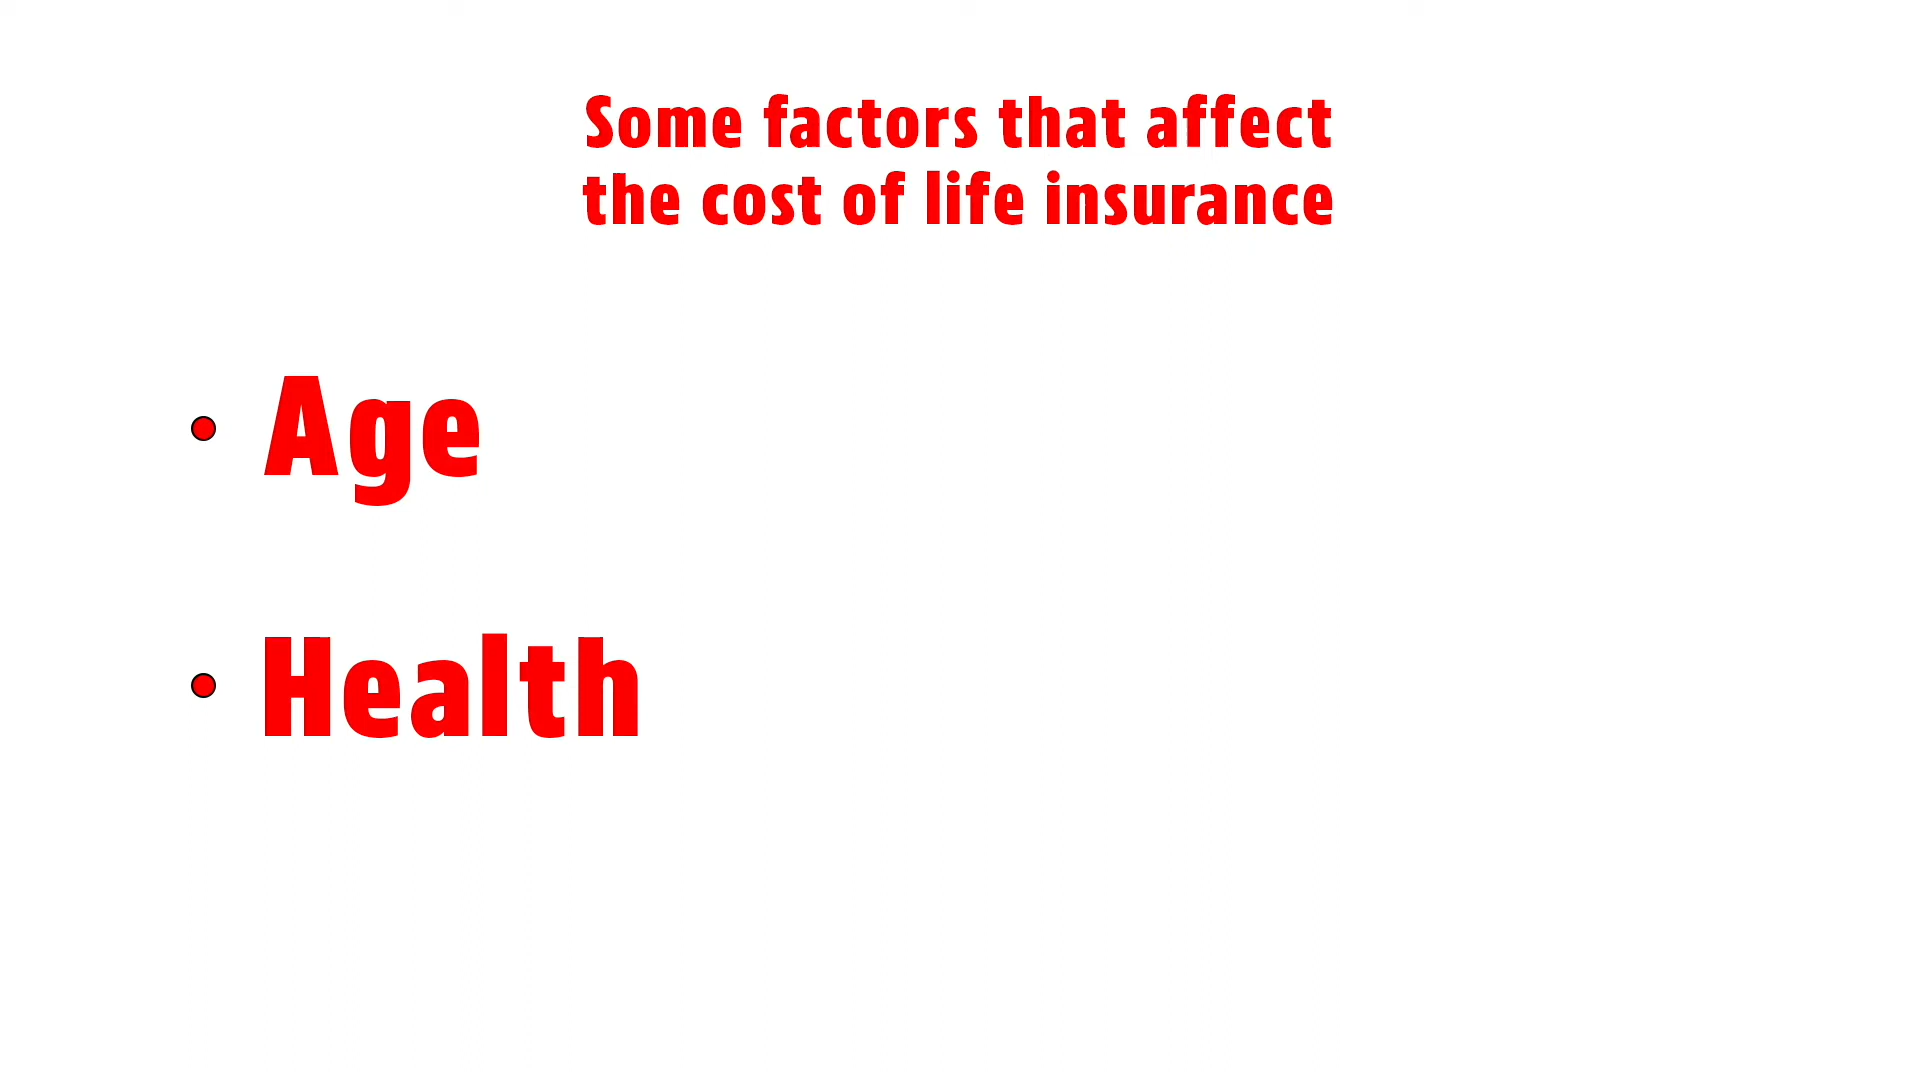 Some factors that affect
the cost of life insurance
• Age
• Health